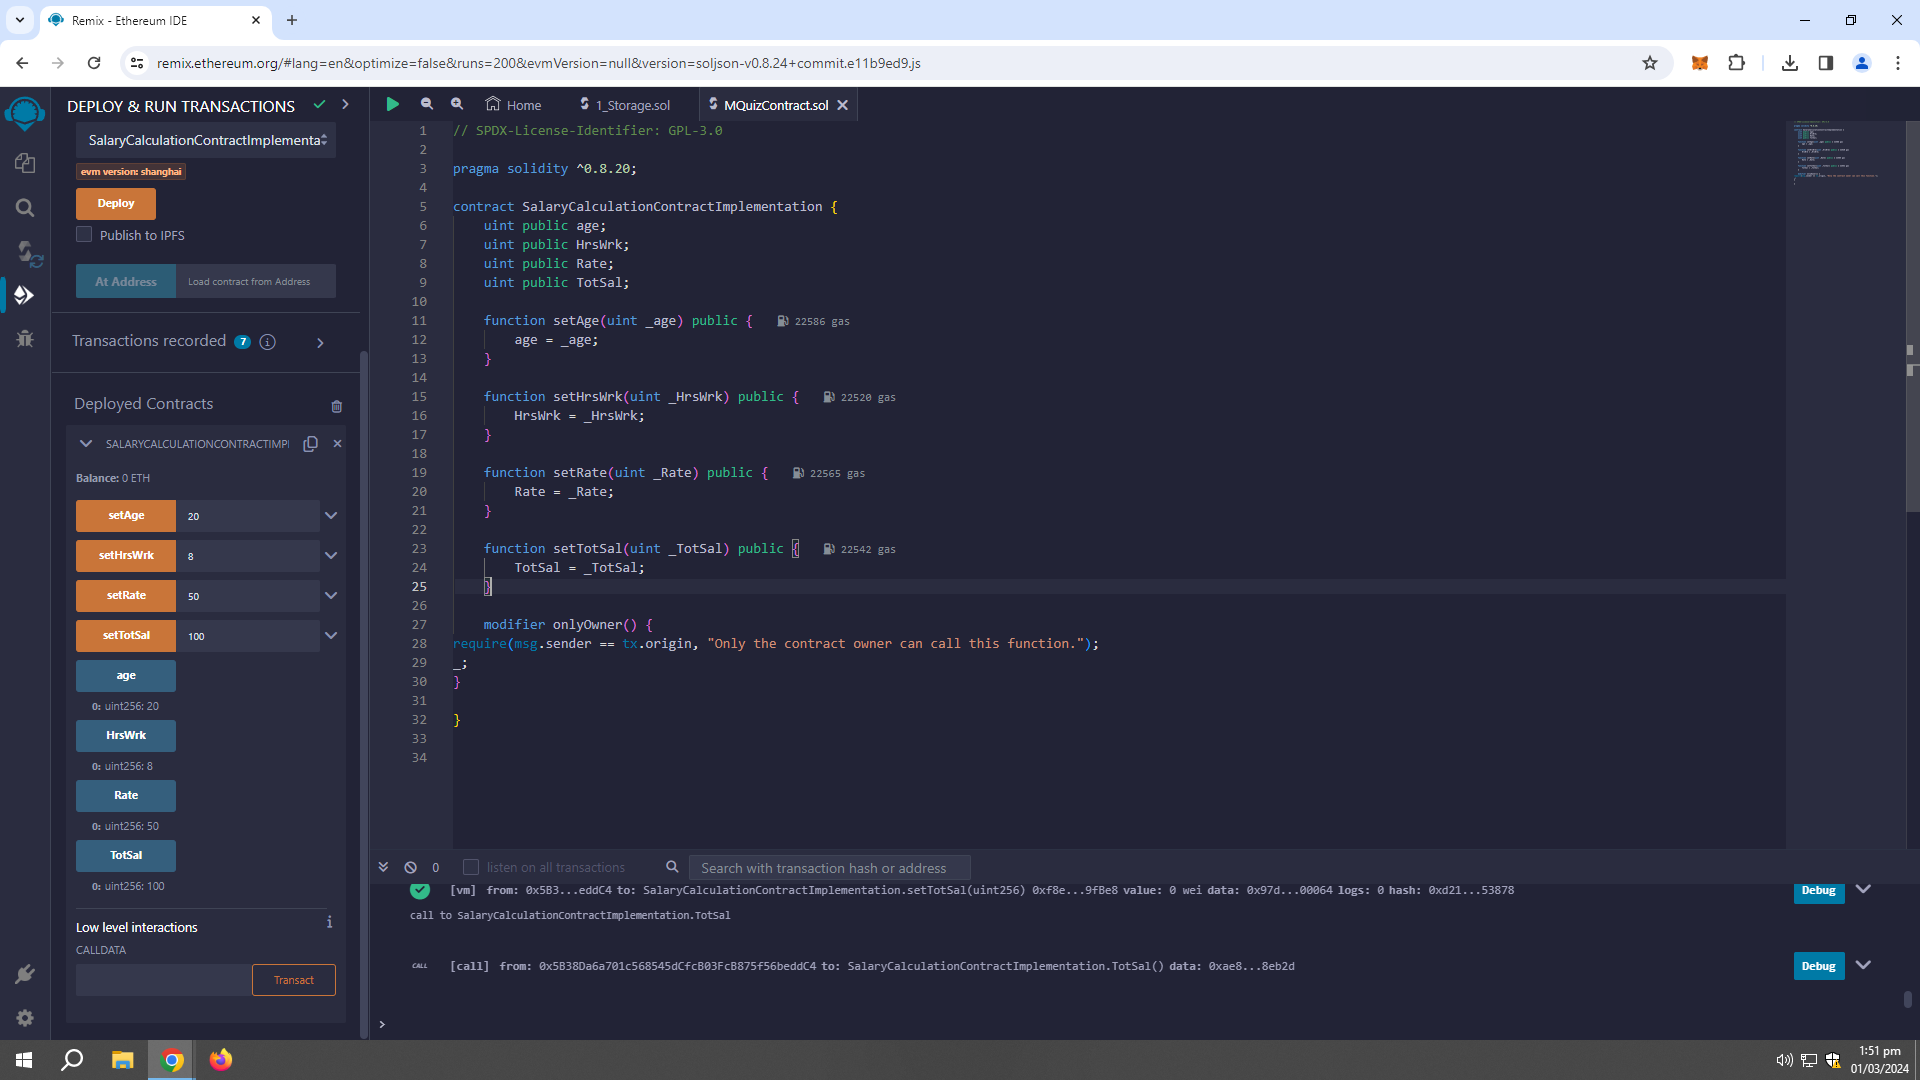 Remix - Ethereum IDE
remix.ethereum.org/#lang=en&optimize=false&runs=200&evmVersion=null&version=soljson-v0.8.24+commit.e11b9ed9.js
DEPLOY & RUN TRANSACTIONS
SalaryCalculationContractImplementa
evm version: shanghai
Deploy
Publish to IPFS
At Address
Load contract from Address
Transactions recorded 7
Deployed Contracts
SALARYCALCULATIONCONTRACTIMPI
Balance: 0 ETH
setAge 20
setHrsWrk 8
setRate 50
setTotSal 100
age
0: uint256: 20
HrsWrk
0: uint256: 8
Rate
0: uint256: 50
TotSal
0: uint256: 100
Low level interactions
CALLDATA
Transact
Home
1_Storage.sol
MQuizContract.sol
1 // SPDX-License-Identifier: GPL-3.0
2
3 pragma solidity ^0.8.20;
4
5 contract SalaryCalculationContractImplementation {
6 uint public age;
7 uint public HrsWrk;
8 uint public Rate;
9 uint public TotSal;
10
11 function setAge(uint _age) public { 22586 gas
12 age = _age;
13 }
14
15 function setHrsWrk(uint _HrsWrk) public { 22520 gas
16 HrsWrk = _HrsWrk;
17 }
18
19 function setRate(uint _Rate) public { 22565 gas
20 Rate = _Rate;
21 }
22
23 function setTotSal(uint _TotSal) public { 22542 gas
24 TotSal = _TotSal;
25 }
26
27 modifier onlyOwner() {
28 require(msg.sender == tx.origin, "Only the contract owner can call this function.");
29 _;
30 }
31
32 }
33
34
0
listen on all transactions
Search with transaction hash or address
[vm] from: 0x5B3...eddC4 to: SalaryCalculationContractImplementation.setTotSal(uint256) 0xf8e...9fBe8 value: 0 wei data: 0x97d...00064 logs: 0 hash: 0xd21...53878
Debug
call to SalaryCalculationContractImplementation.TotSal
CALL [call] from: 0x5B38Da6a701c568545dCfcB03FcB875f56beddC4 to: SalaryCalculationContractImplementation.TotSal() data: 0xae8...8eb2d
Debug
>
1:51 pm
01/03/2024